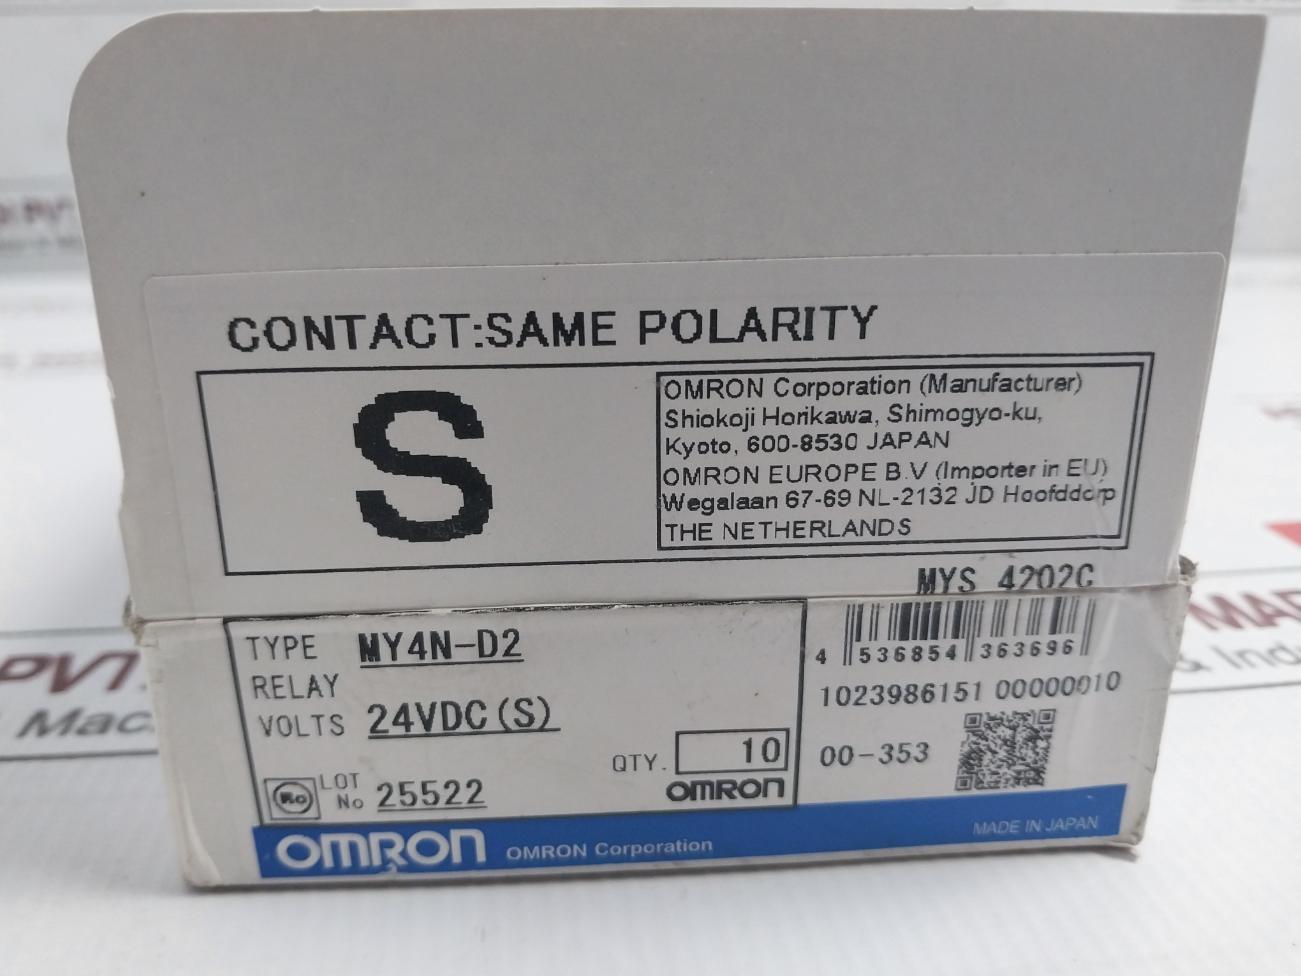 CONTACT:SAME POLARITY
S
OMRON Corporation (Manufacturer)
Shiokoji Horikawa, Shimogyo-ku,
Kyoto, 600-8530 JAPAN
OMRON EUROPE B.V (Importer in EU)
Wegalaan 67-69 NL-2132 JD Hoofddorp
THE NETHERLANDS
MYS 4202C
TYPE MY4N-D2
RELAY
VOLTS 24VDC(S)
QTY. 10
LOT No 25522
OMRON
4 536854 363696
1023986151 00000010
00-353
OMRON OMRON Corporation
MADE IN JAPAN